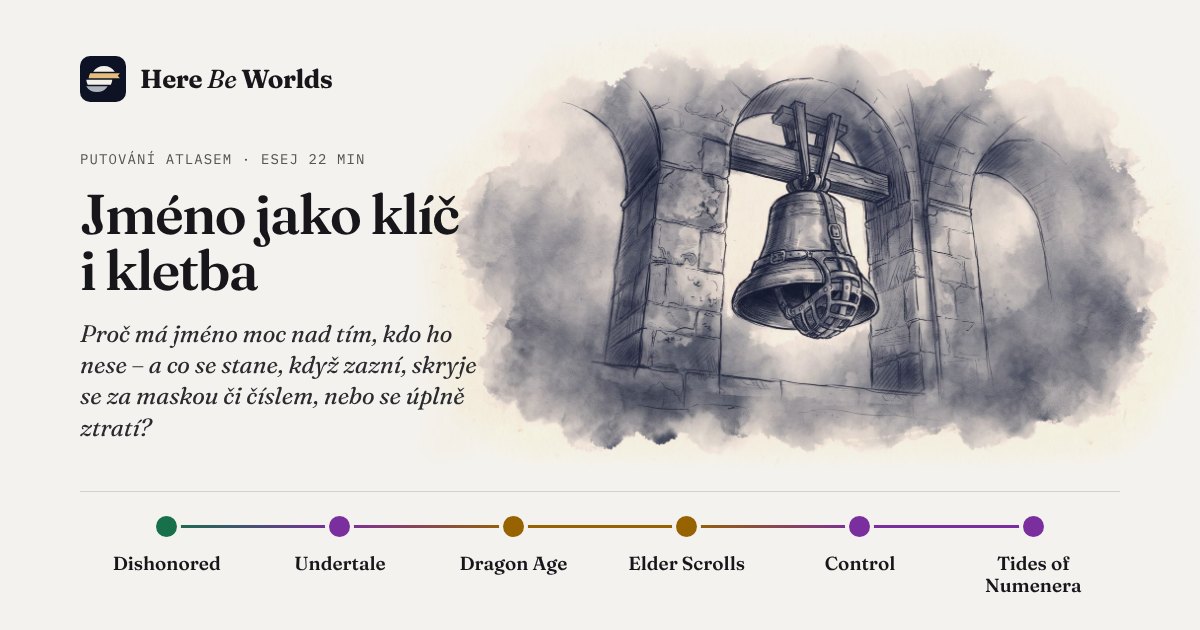 Here Be Worlds
PUTOVÁNÍ ATLASEM · ESEJ 22 MIN
Jméno jako klíč
i kletba
Proč má jméno moc nad tím, kdo ho
nese – a co se stane, když zazní, skryje
se za maskou či číslem, nebo se úplně
ztratí?
Dishonored
Undertale
Dragon Age
Elder Scrolls
Control
Tides of
Numenera